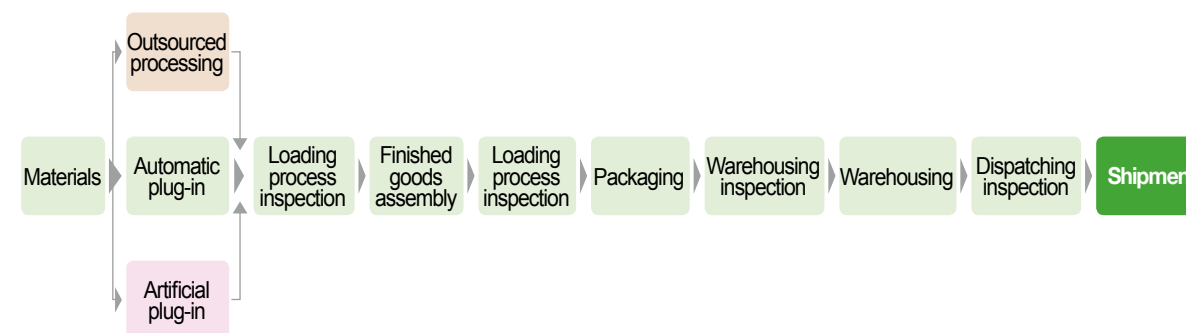 Outsourced
processing
Materials
Automatic
plug-in
Loading
process
inspection
Finished
goods
assembly
Loading
process
inspection
Packaging
Warehousing
inspection
Warehousing
Dispatching
inspection
Shipmen
Artificial
plug-in